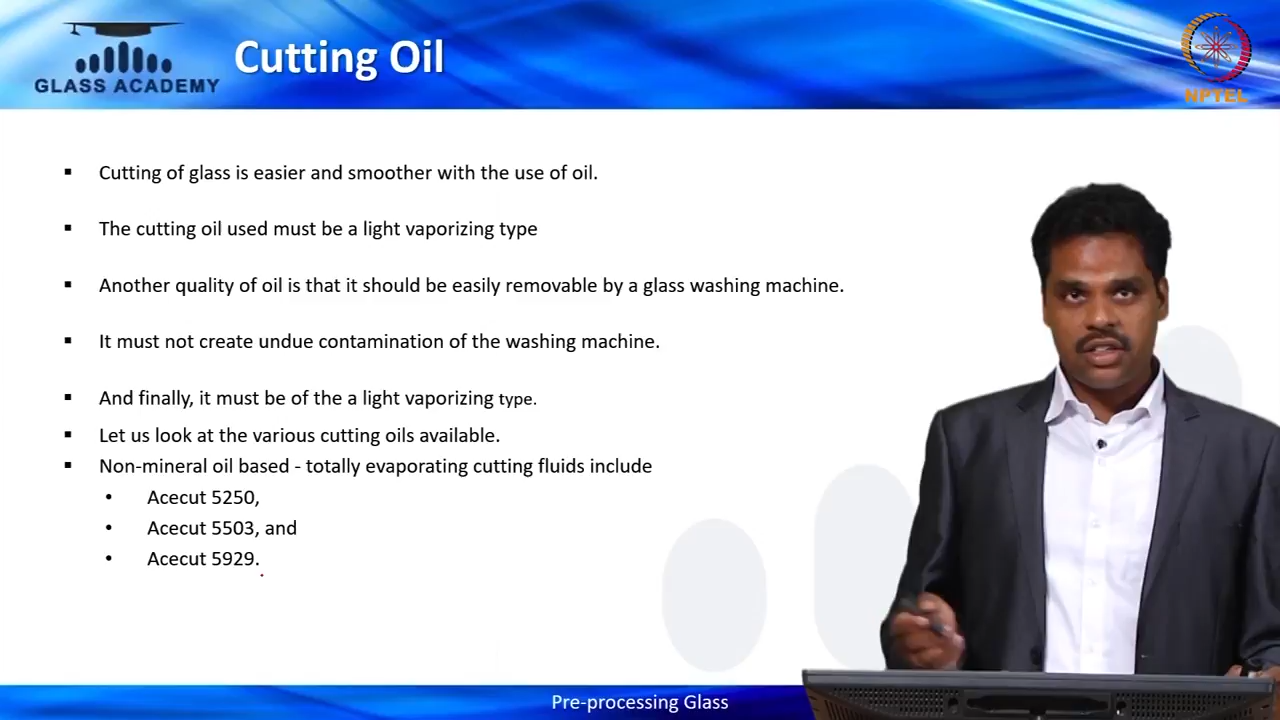 GLASS ACADEMY
Cutting Oil
NPTEL
▪ Cutting of glass is easier and smoother with the use of oil.
▪ The cutting oil used must be a light vaporizing type
▪ Another quality of oil is that it should be easily removable by a glass washing machine.
▪ It must not create undue contamination of the washing machine.
▪ And finally, it must be of the a light vaporizing type.
▪ Let us look at the various cutting oils available.
▪ Non-mineral oil based - totally evaporating cutting fluids include
• Acecut 5250,
• Acecut 5503, and
• Acecut 5929.
Pre-processing Glass